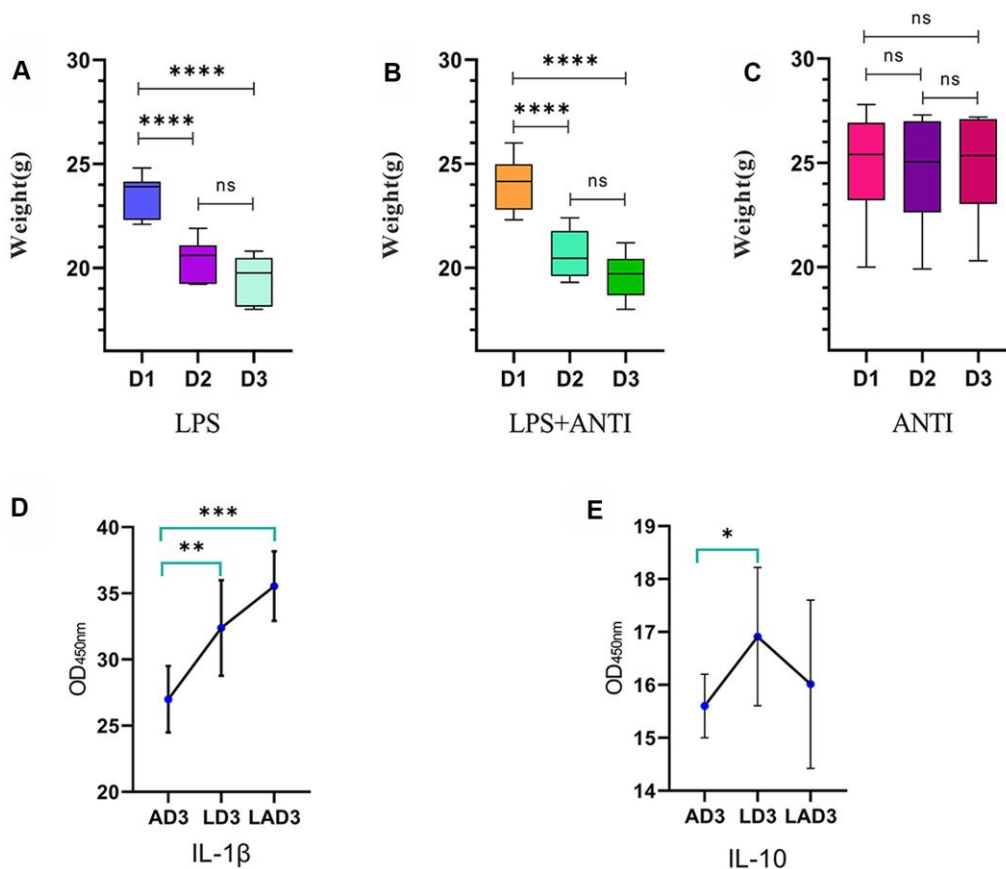 A
Weight(g)
30
25
20
****
****
ns
D1 D2 D3
LPS
B
Weight(g)
30
25
20
****
****
ns
D1 D2 D3
LPS+ANTI
C
Weight(g)
30
25
20
ns
ns
ns
D1 D2 D3
ANTI
D
OD450nm
40
35
30
25
20
***
**
AD3 LD3 LAD3
IL-1β
E
OD450nm
19
18
17
16
15
14
*
AD3 LD3 LAD3
IL-10